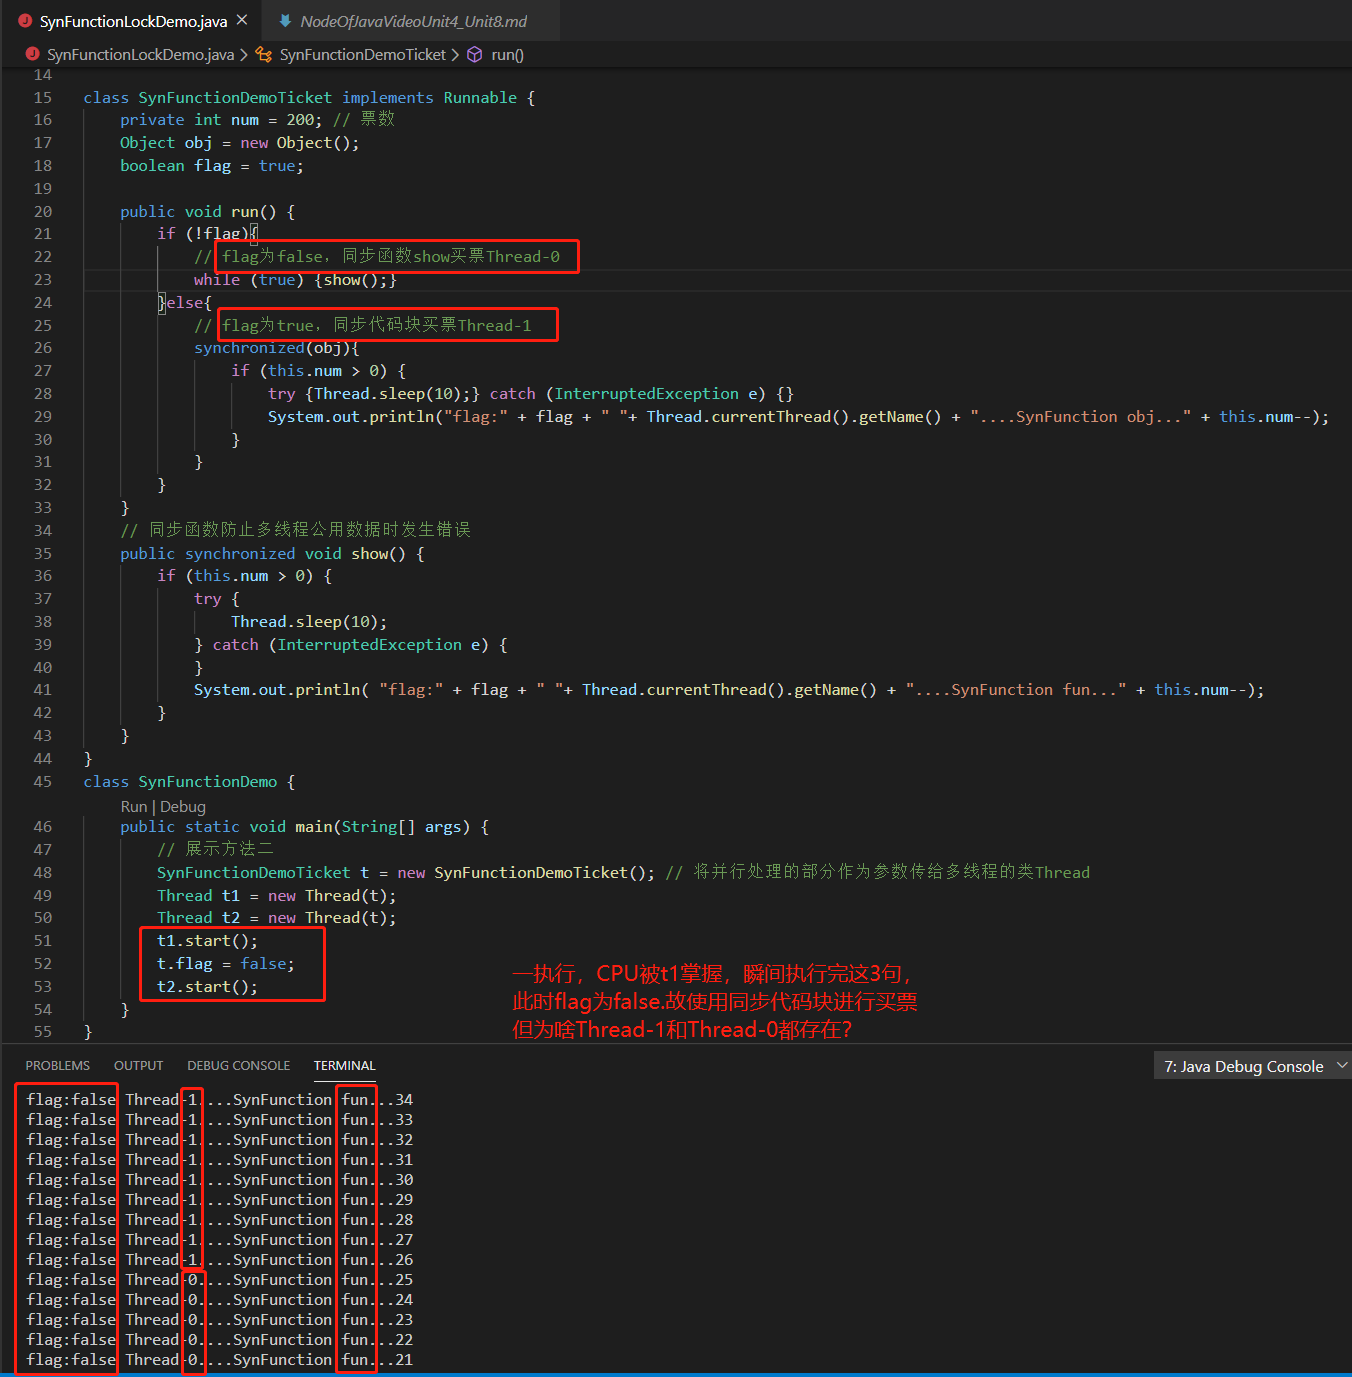 SynFunctionLockDemo.java × NodeOfJavaVideoUnit4_Unit8.md
SynFunctionLockDemo.java > SynFunctionDemoTicket > run()
14
15 class SynFunctionDemoTicket implements Runnable {
16 private int num = 200; // 票数
17 Object obj = new Object();
18 boolean flag = true;
19
20 public void run() {
21 if (!flag){
22 // flag为false，同步函数show买票Thread-0
23 while (true) {show();}
24 }else{
25 // flag为true，同步代码块买票Thread-1
26 synchronized(obj){
27 if (this.num > 0) {
28 try {Thread.sleep(10);} catch (InterruptedException e) {}
29 System.out.println("flag:" + flag + " "+ Thread.currentThread().getName() + "....SynFunction obj..." + this.num--);
30 }
31 }
32 }
33 }
34 // 同步函数防止多线程公用数据时发生错误
35 public synchronized void show() {
36 if (this.num > 0) {
37 try {
38 Thread.sleep(10);
39 } catch (InterruptedException e) {
40 }
41 System.out.println( "flag:" + flag + " "+ Thread.currentThread().getName() + "....SynFunction fun..." + this.num--);
42 }
43 }
44 }
45 class SynFunctionDemo {
Run | Debug
46 public static void main(String[] args) {
47 // 展示方法二
48 SynFunctionDemoTicket t = new SynFunctionDemoTicket(); // 将并行处理的部分作为参数传给多线程的类Thread
49 Thread t1 = new Thread(t);
50 Thread t2 = new Thread(t);
51 t1.start();
52 t.flag = false;
53 t2.start();
54 }
55 }
一执行，CPU被t1掌握，瞬间执行完这3句，
此时flag为false.故使用同步代码块进行买票
但为啥Thread-1和Thread-0都存在？
PROBLEMS OUTPUT DEBUG CONSOLE TERMINAL 7: Java Debug Console
flag:false Thread-1....SynFunction fun...34
flag:false Thread-1....SynFunction fun...33
flag:false Thread-1....SynFunction fun...32
flag:false Thread-1....SynFunction fun...31
flag:false Thread-1....SynFunction fun...30
flag:false Thread-1....SynFunction fun...29
flag:false Thread-1....SynFunction fun...28
flag:false Thread-1....SynFunction fun...27
flag:false Thread-1....SynFunction fun...26
flag:false Thread-0....SynFunction fun...25
flag:false Thread-0....SynFunction fun...24
flag:false Thread-0....SynFunction fun...23
flag:false Thread-0....SynFunction fun...22
flag:false Thread-0....SynFunction fun...21